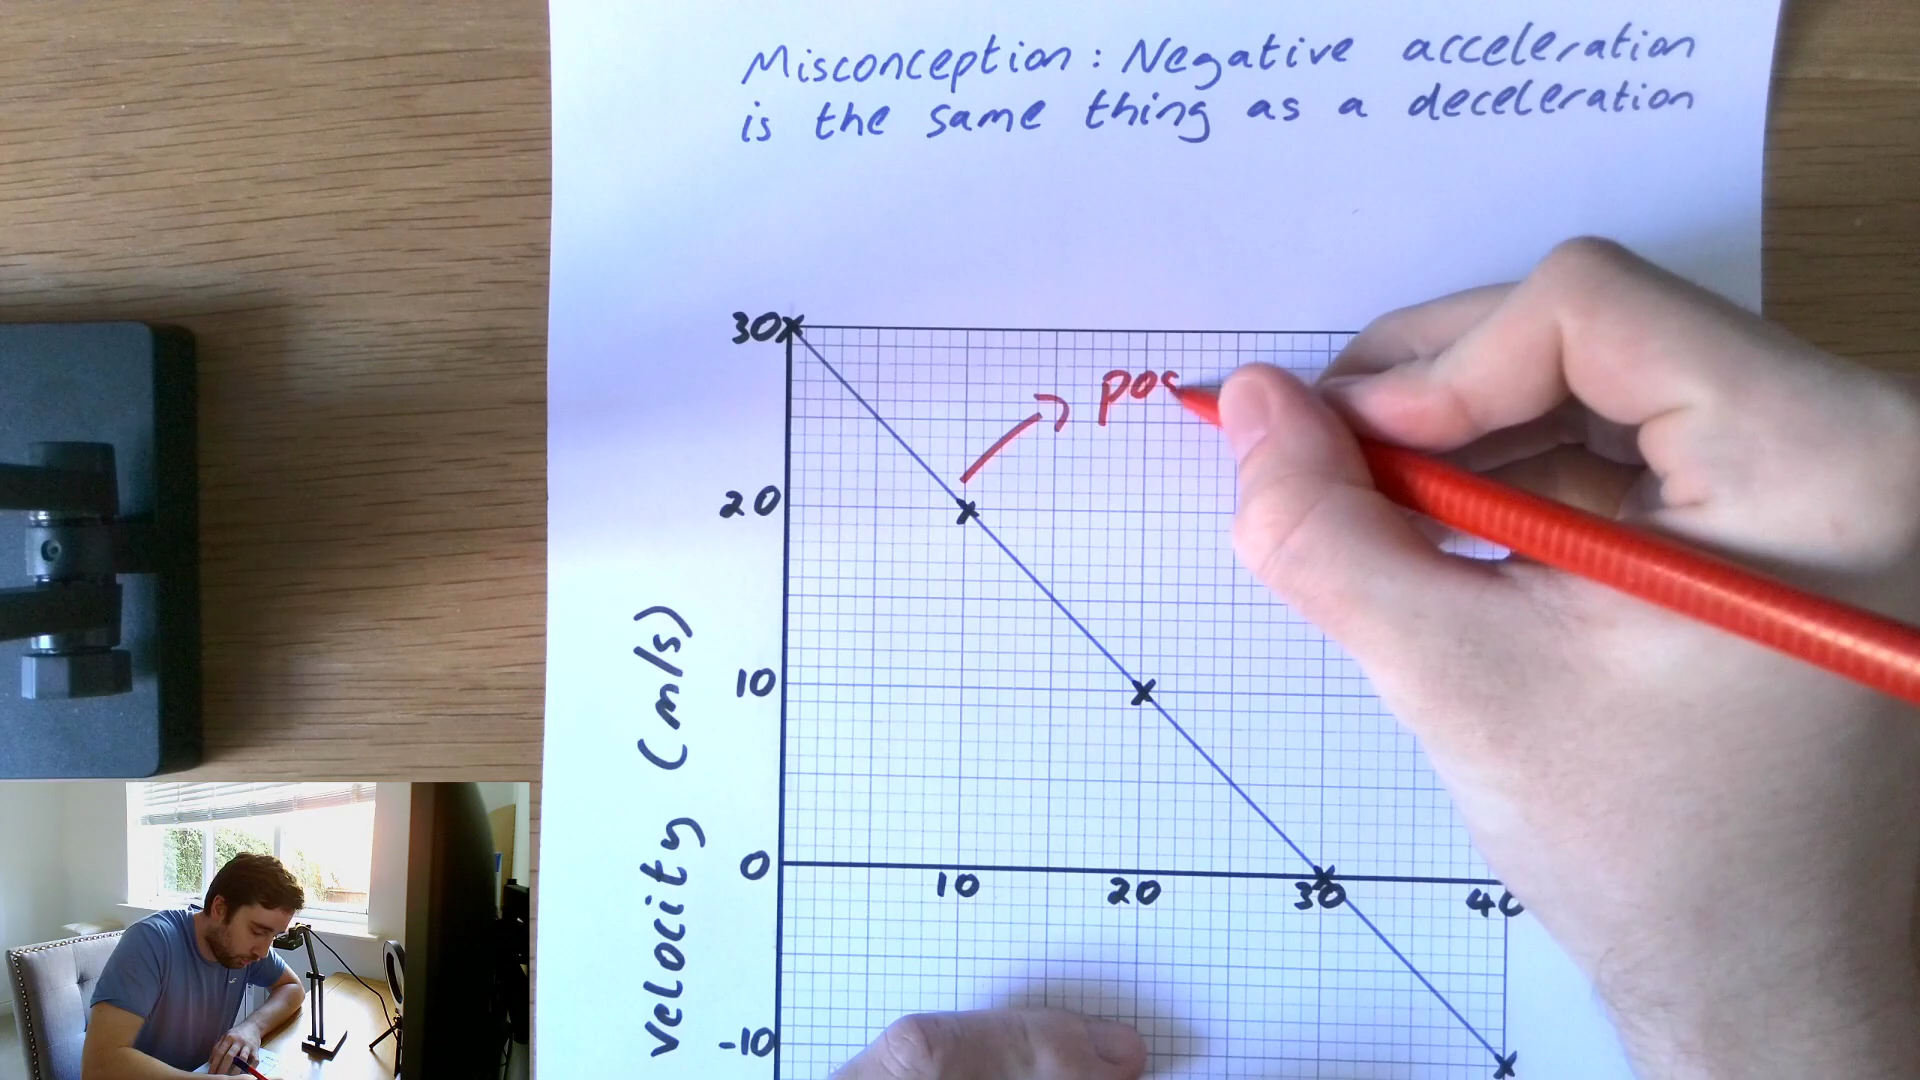 Misconception: Negative acceleration
is the same thing as a deceleration
30
pos
20
10
velocity (m/s)
0
10 20 30 40
-10